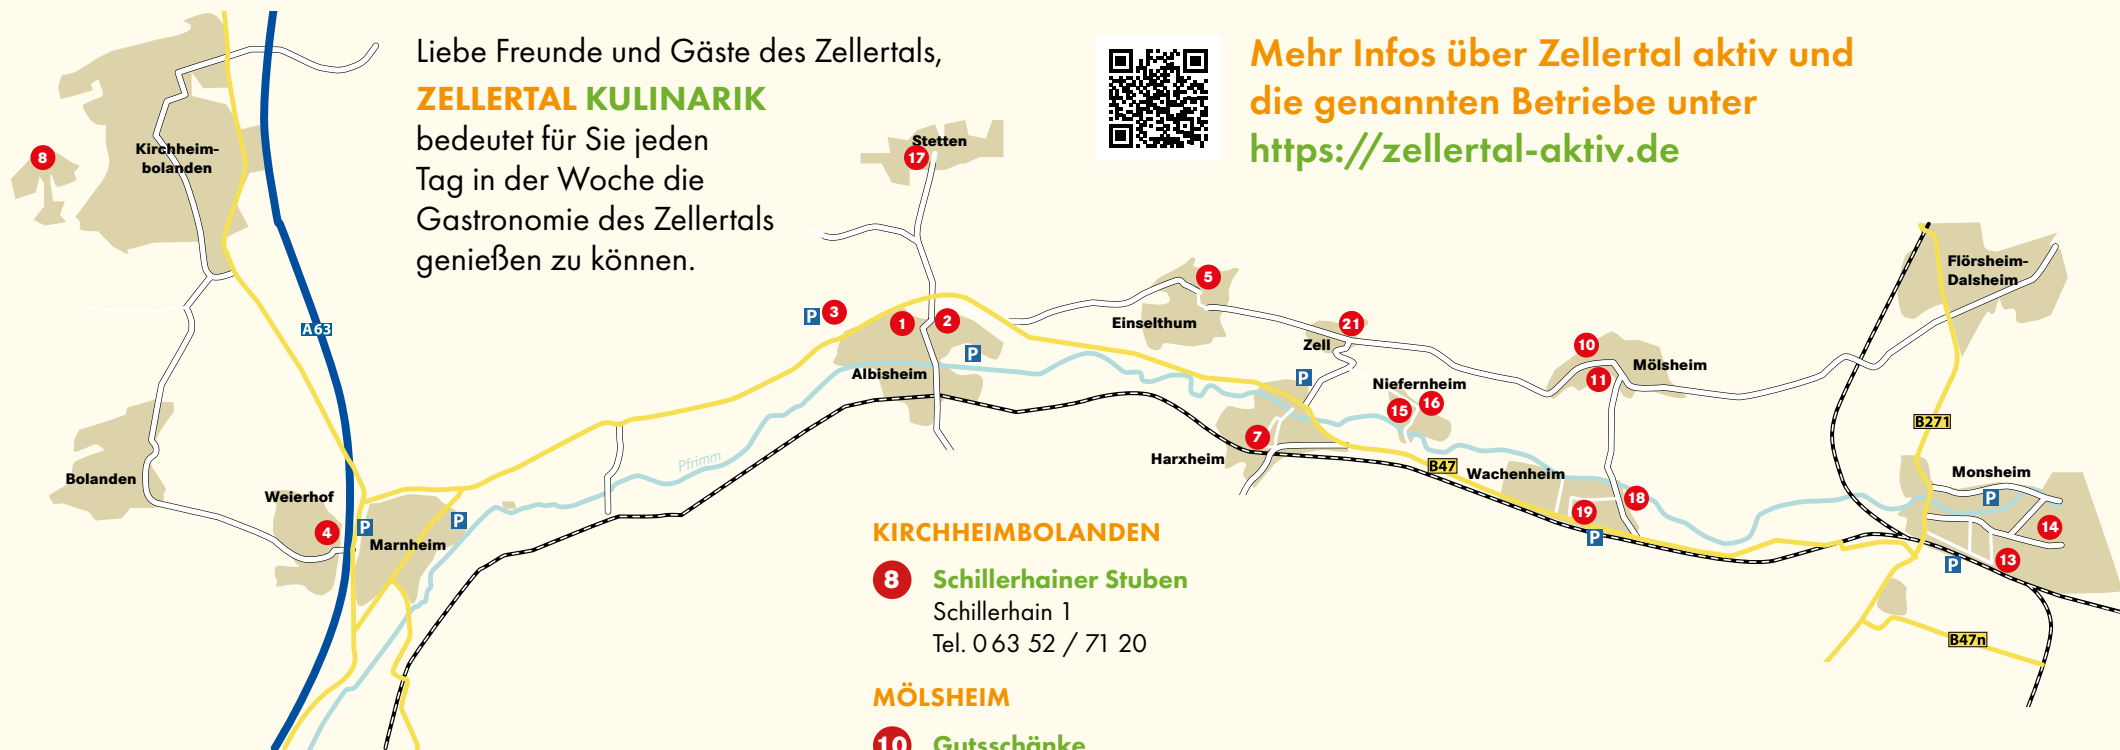 Liebe Freunde und Gäste des Zellertals,
ZELLERTAL KULINARIK
bedeutet für Sie jeden
Tag in der Woche die
Gastronomie des Zellertals
genießen zu können.
Mehr Infos über Zellertal aktiv und
die genannten Betriebe unter
https://zellertal-aktiv.de
Kirchheim-
bolanden
8
Stetten
17
A63
P
3
1
2
P
Albisheim
5
Einselthum
21
Zell
P
Niefernheim
15
16
7
Harxheim
10
11
Mölsheim
Flörsheim-
Dalsheim
B271
B47
Wachenheim
18
19
P
Monsheim
P
14
13
P
B47n
Bolanden
Weierhof
4
P
Marnheim
P
Pfrimm
KIRCHHEIMBOLANDEN
8 Schillerhainer Stuben
Schillerhain 1
Tel. 0 63 52 / 71 20
MÖLSHEIM
10 Gutsschänke